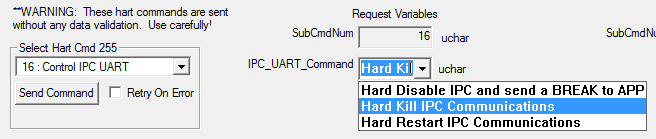 **WARNING: These hart commands are sent
without any data validation. Use carefully!
Request Variables
SubCmdNum 16 uchar
SubCmdNu
Select Hart Cmd 255
16 : Control IPC UART
IPC_UART_Command Hard Kil uchar
Send Command Retry On Error
Hard Disable IPC and send a BREAK to APP
Hard Kill IPC Communications
Hard Restart IPC Communications